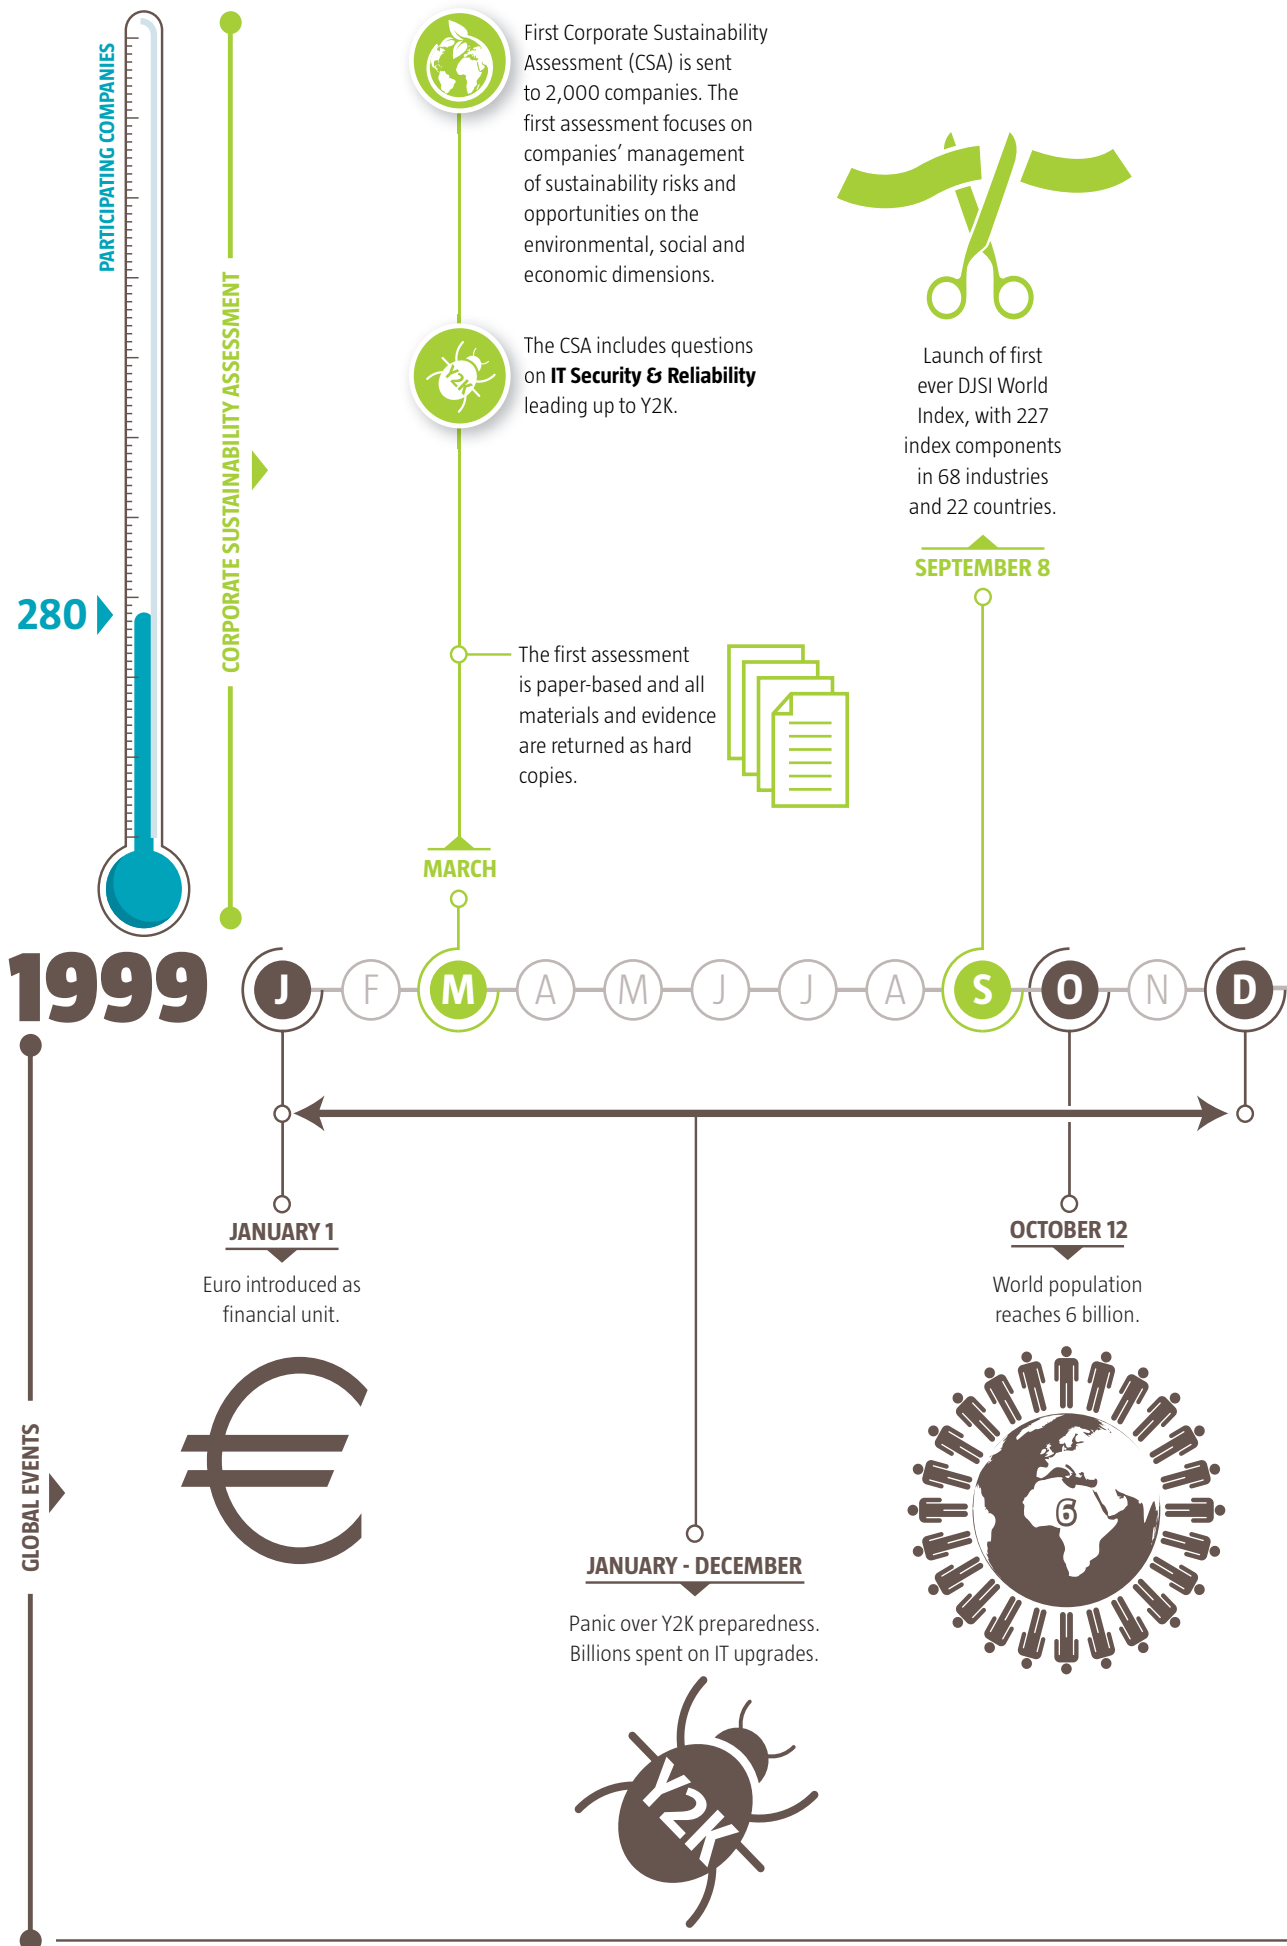 PARTICIPATING COMPANIES
280
CORPORATE SUSTAINABILITY ASSESSMENT
First Corporate Sustainability
Assessment (CSA) is sent
to 2,000 companies. The
first assessment focuses on
companies’ management
of sustainability risks and
opportunities on the
environmental, social and
economic dimensions.
Y2K
The CSA includes questions
on IT Security & Reliability
leading up to Y2K.
The first assessment
is paper-based and all
materials and evidence
are returned as hard
copies.
MARCH
Launch of first
ever DJSI World
Index, with 227
index components
in 68 industries
and 22 countries.
SEPTEMBER 8
1999
J F M A M J J A S O N D
GLOBAL EVENTS
JANUARY 1
Euro introduced as
financial unit.
€
JANUARY - DECEMBER
Panic over Y2K preparedness.
Billions spent on IT upgrades.
Y2K
OCTOBER 12
World population
reaches 6 billion.
6